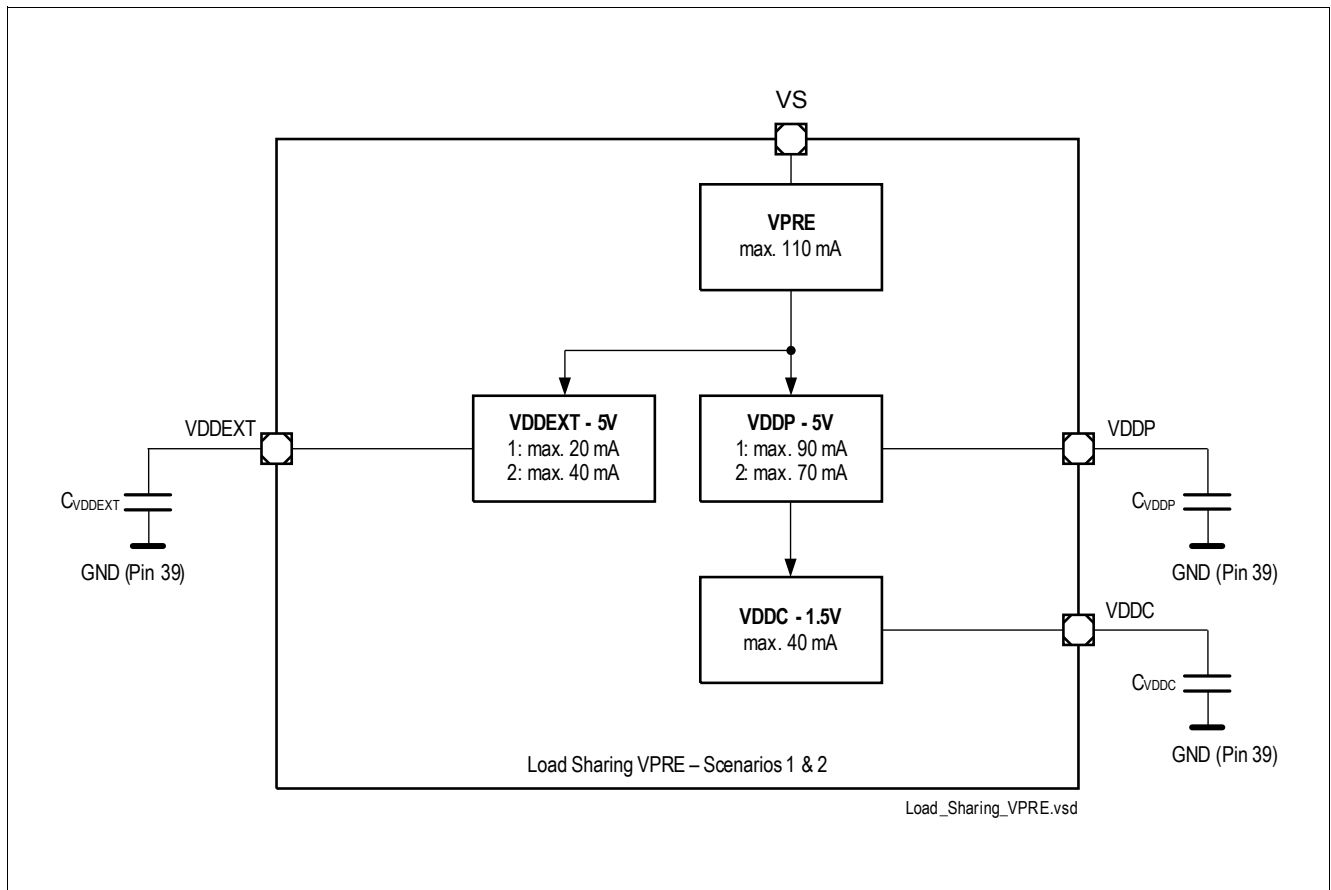 VS
VPRE
max. 110 mA
VDDEXT - 5V
1: max. 20 mA
2: max. 40 mA
VDDP - 5V
1: max. 90 mA
2: max. 70 mA
VDDEXT
VDDP
CVDDEXT
CVDDP
GND (Pin 39)
GND (Pin 39)
VDDC - 1.5V
max. 40 mA
VDDC
CVDDC
GND (Pin 39)
Load Sharing VPRE – Scenarios 1 & 2
Load_Sharing_VPRE.vsd